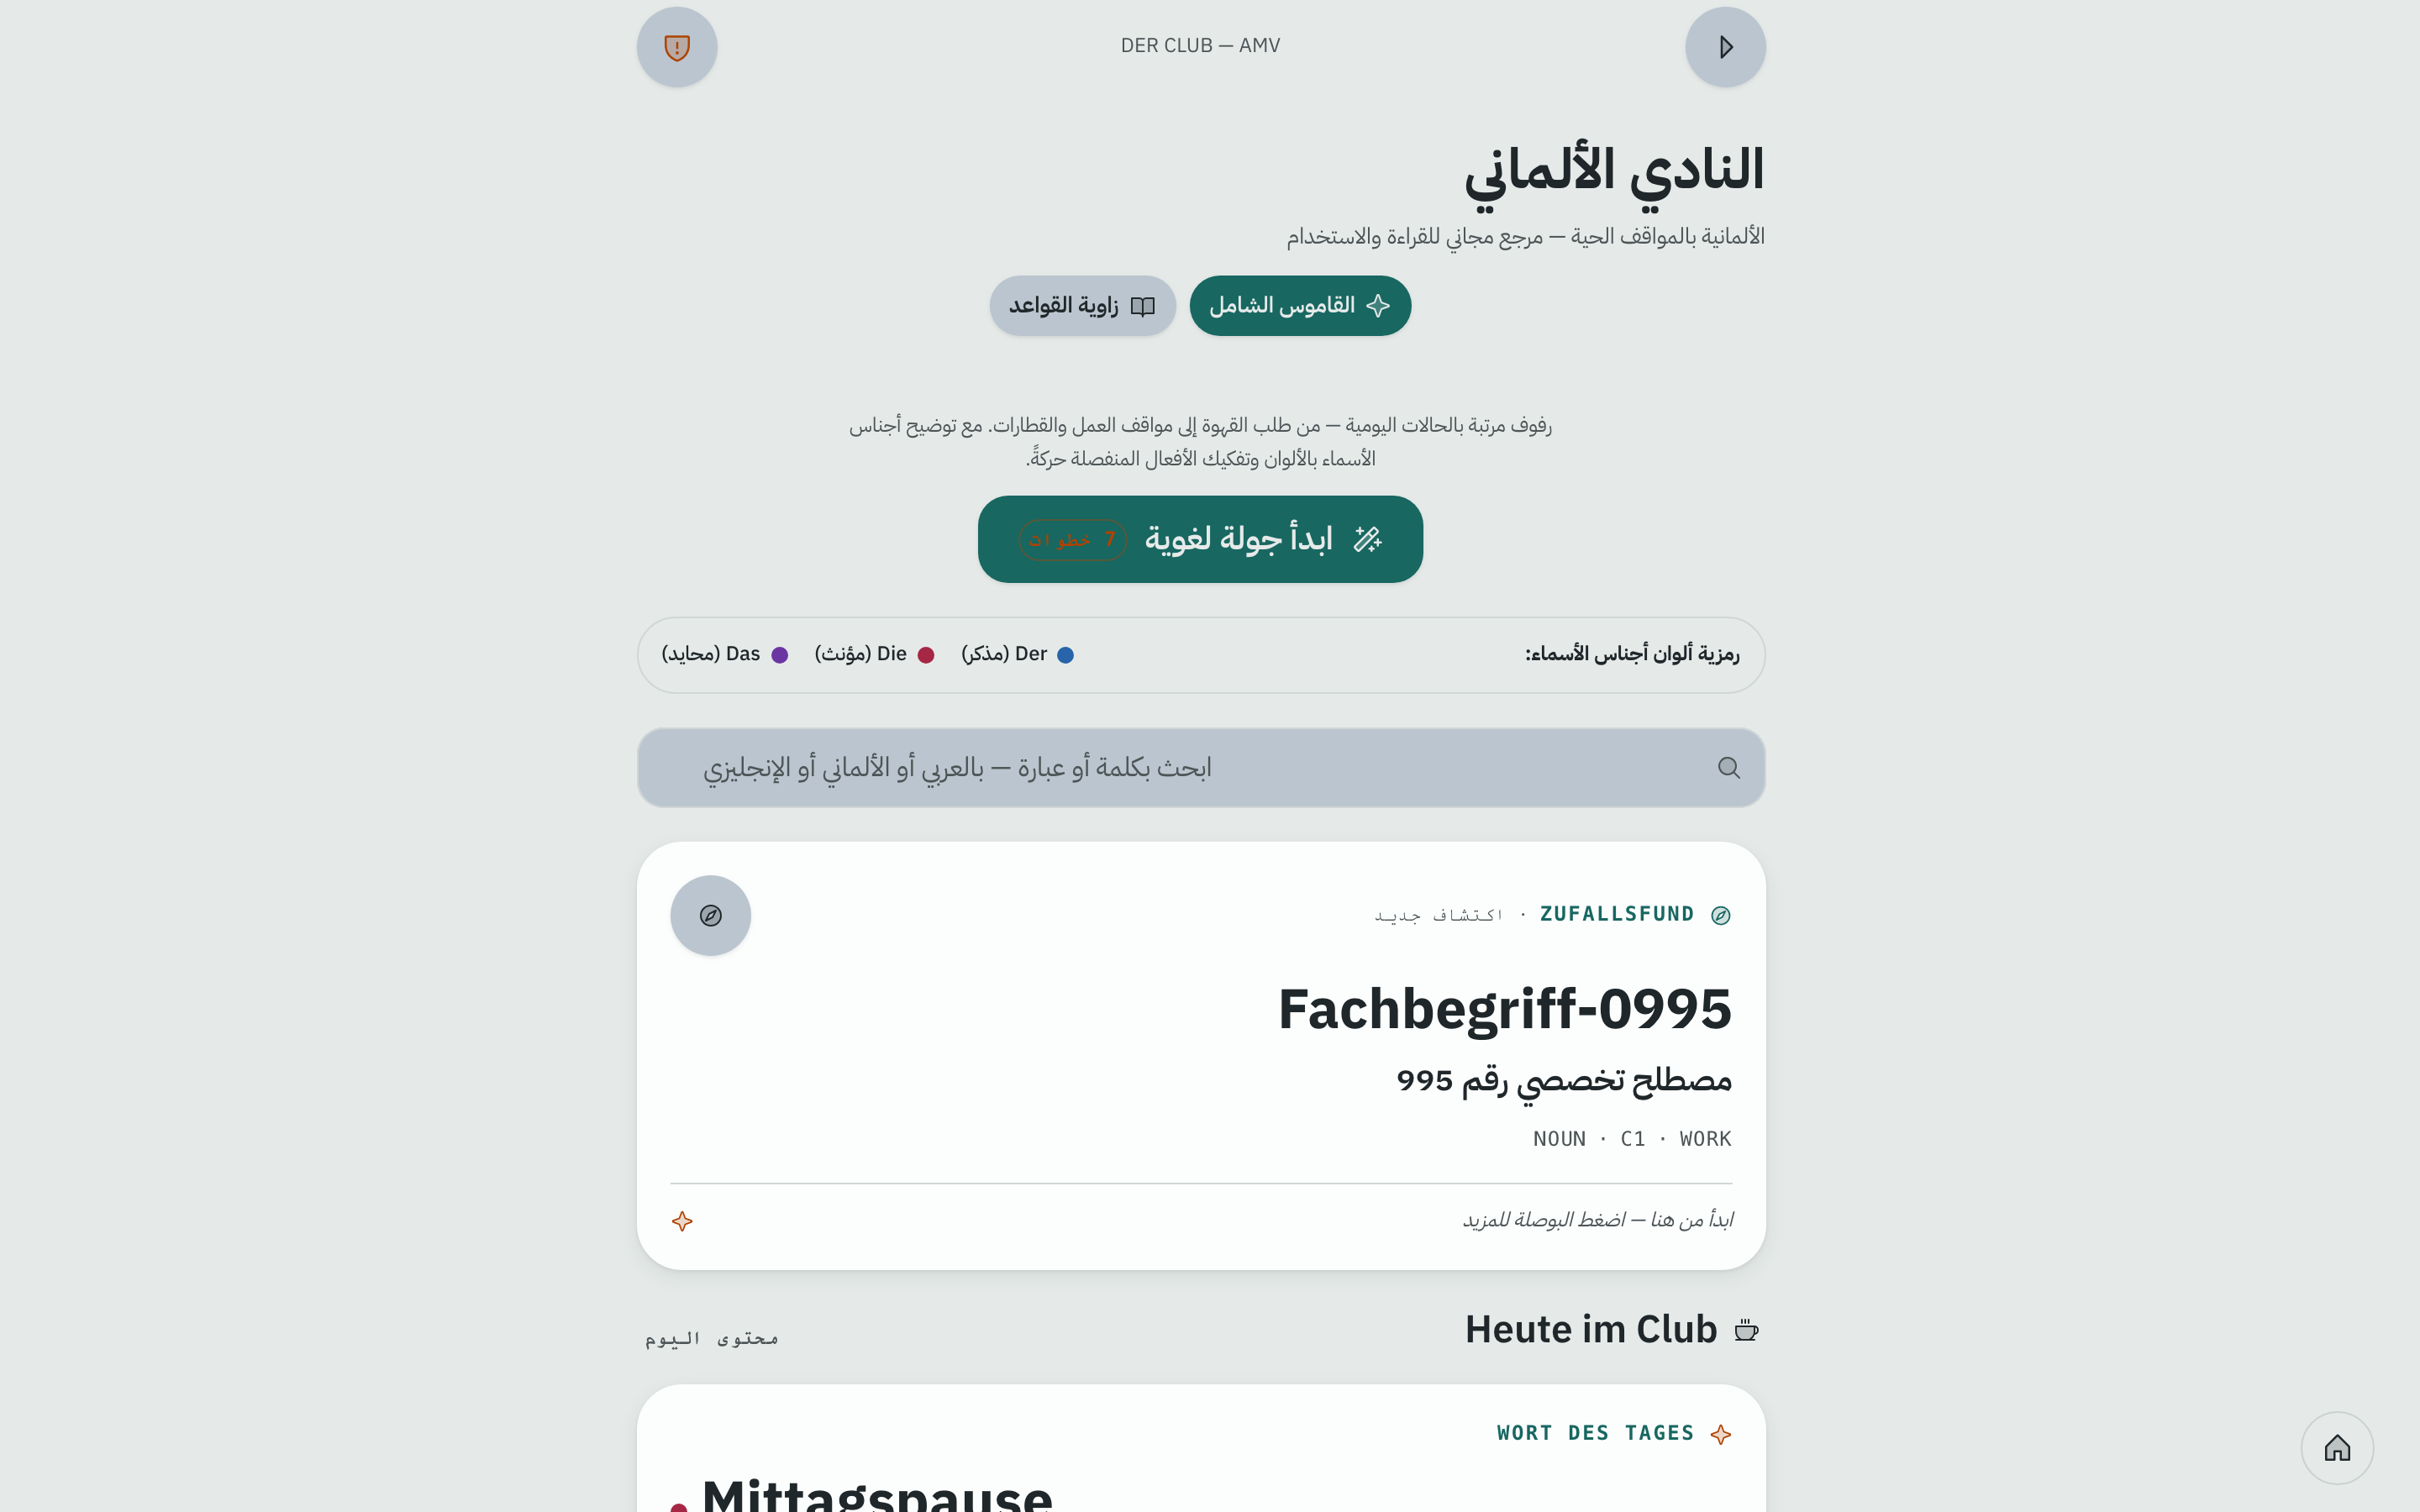 DER CLUB — AMV
النادي الألماني
الألمانية بالمواقف الحية — مرجع مجاني للقراءة والاستخدام
القاموس الشامل
زاوية القواعد
رفوف مرتبة بالحالات اليومية — من طلب القهوة إلى مواقف العمل والقطارات. مع توضيح أجناس
الأسماء بالألوان وتفكيك الأفعال المنفصلة حركةً.
ابدأ جولة لغوية 7 خطوات
رمزية ألوان أجناس الأسماء: Der (مذكر) Die (مؤنث) Das (محايد)
ابحث بكلمة أو عبارة — بالعربي أو الألماني أو الإنجليزي
ZUFALLSFUND · اكتشاف جديد
Fachbegriff-0995
مصطلح تخصصي رقم 995
NOUN · C1 · WORK
ابدأ من هنا — اضغط البوصلة للمزيد
Heute im Club
محتوى اليوم
WORT DES TAGES
Mittagspause